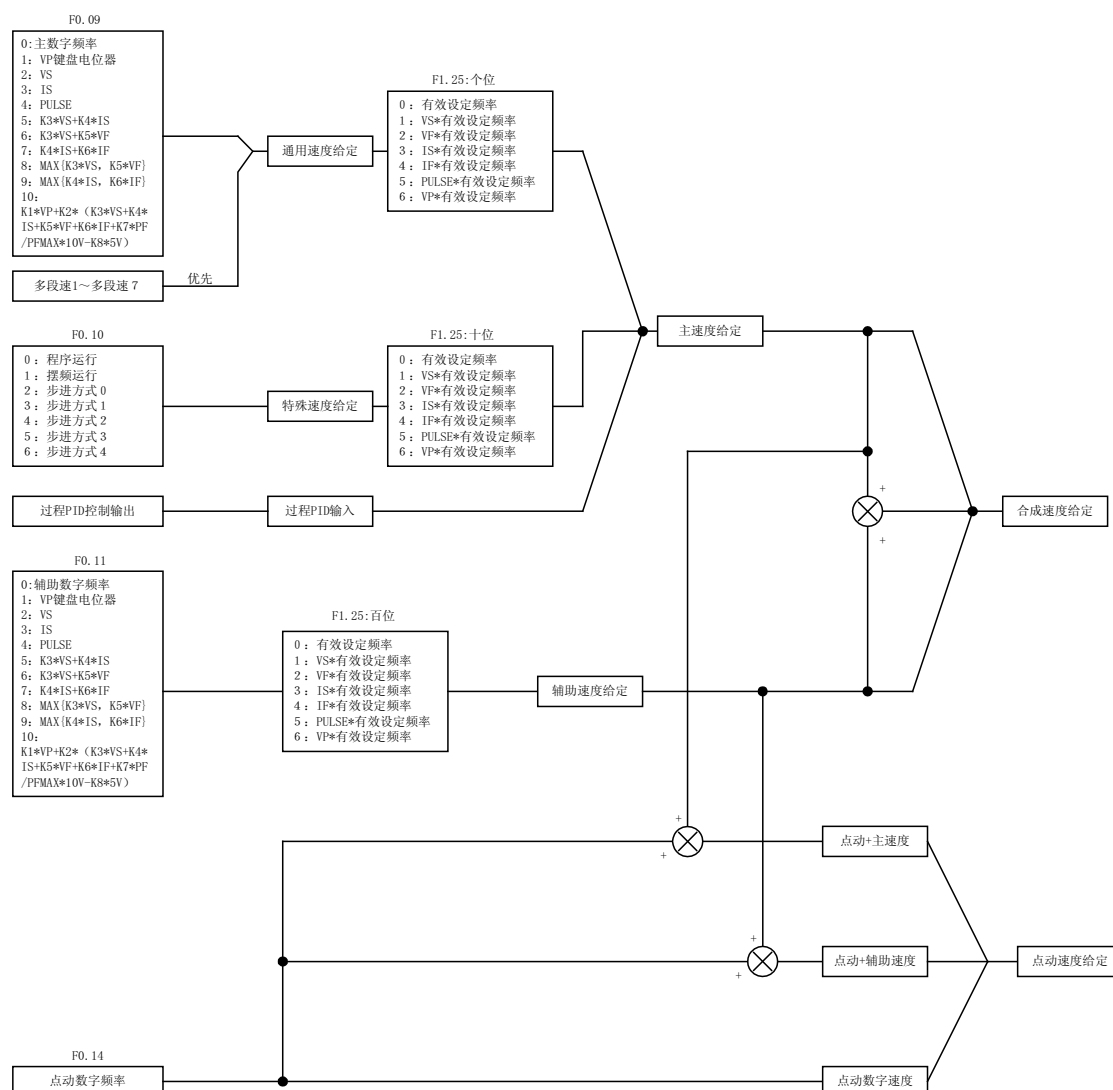 F0.09
0:主数字频率
1: VP键盘电位器
2: VS
3: IS
4: PULSE
5: K3*VS+K4*IS
6: K3*VS+K5*VF
7: K4*IS+K6*IF
8: MAX{K3*VS, K5*VF}
9: MAX{K4*IS, K6*IF}
10:
K1*VP+K2*（K3*VS+K4*
IS+K5*VF+K6*IF+K7*PF
/PFMAX*10V-K8*5V）
多段速1～多段速7
优先
通用速度给定
F1.25:个位
0：有效设定频率
1：VS*有效设定频率
2：VF*有效设定频率
3：IS*有效设定频率
4：IF*有效设定频率
5：PULSE*有效设定频率
6：VP*有效设定频率
F0.10
0：程序运行
1：摆频运行
2：步进方式0
3：步进方式1
4：步进方式2
5：步进方式3
6：步进方式4
特殊速度给定
F1.25:十位
0：有效设定频率
1：VS*有效设定频率
2：VF*有效设定频率
3：IS*有效设定频率
4：IF*有效设定频率
5：PULSE*有效设定频率
6：VP*有效设定频率
主速度给定
过程PID控制输出
过程PID输入
+
+
合成速度给定
F0.11
0:辅助数字频率
1: VP键盘电位器
2: VS
3: IS
4: PULSE
5: K3*VS+K4*IS
6: K3*VS+K5*VF
7: K4*IS+K6*IF
8: MAX{K3*VS, K5*VF}
9: MAX{K4*IS, K6*IF}
10:
K1*VP+K2*（K3*VS+K4*
IS+K5*VF+K6*IF+K7*PF
/PFMAX*10V-K8*5V）
F1.25:百位
0：有效设定频率
1：VS*有效设定频率
2：VF*有效设定频率
3：IS*有效设定频率
4：IF*有效设定频率
5：PULSE*有效设定频率
6：VP*有效设定频率
辅助速度给定
+
+
点动+主速度
+
+
点动+辅助速度
点动速度给定
F0.14
点动数字频率
点动数字速度